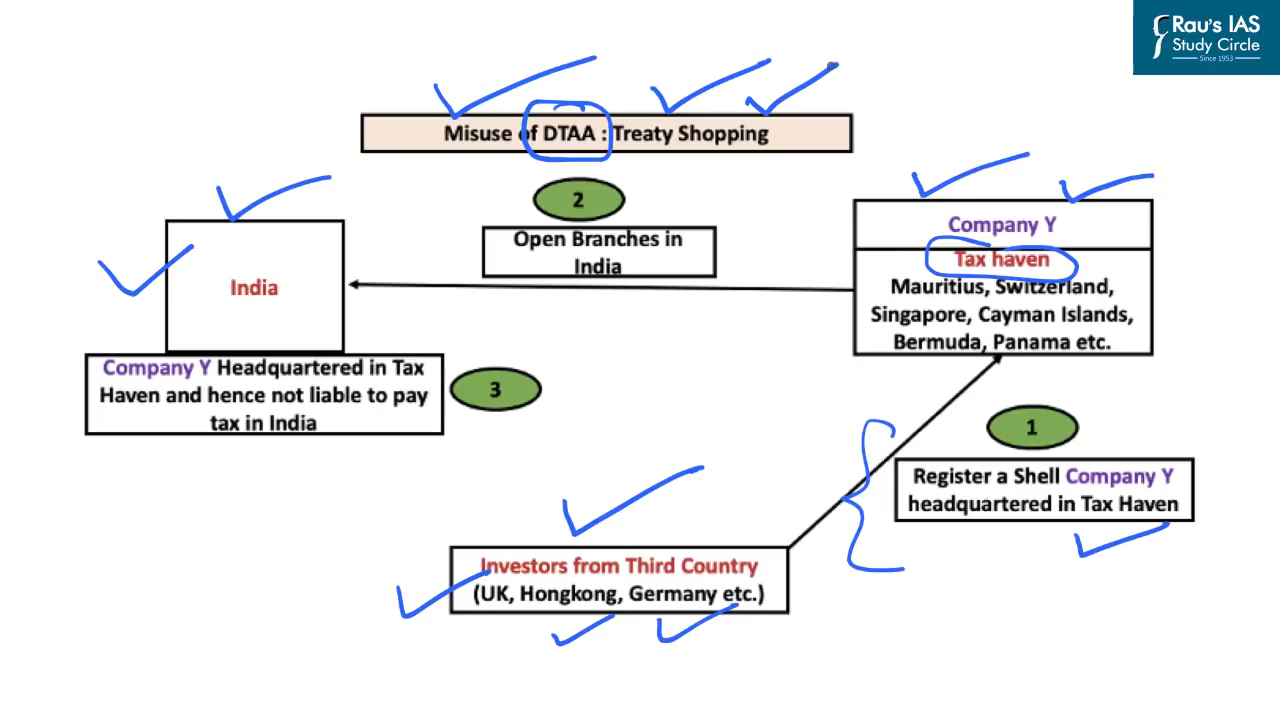 Rau's IAS
Study Circle
Since 1953
Misuse of DTAA : Treaty Shopping
2
Open Branches in
India
Company Y
Tax haven
Mauritius, Switzerland,
Singapore, Cayman Islands,
Bermuda, Panama etc.
India
Company Y Headquartered in Tax
Haven and hence not liable to pay
tax in India
3
1
Register a Shell Company Y
headquartered in Tax Haven
Investors from Third Country
(UK, Hongkong, Germany etc.)